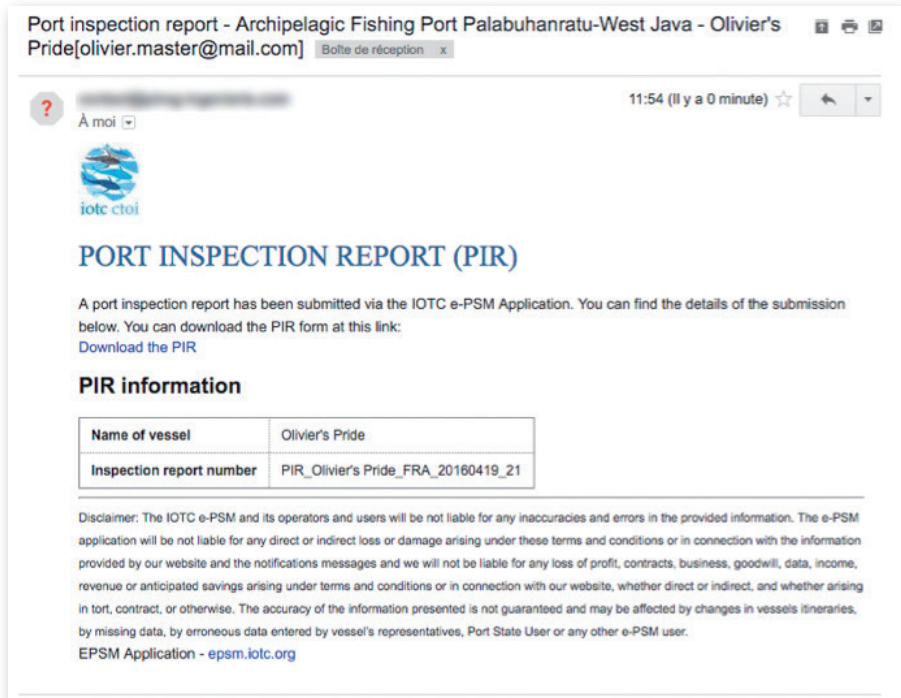 Port inspection report - Archipelagic Fishing Port Palabuhanratu-West Java - Olivier's
Pride[olivier.master@mail.com] Boîte de réception x
11:54 (Il y a 0 minute)
À moi
iotc ctoi
PORT INSPECTION REPORT (PIR)
A port inspection report has been submitted via the IOTC e-PSM Application. You can find the details of the submission
below. You can download the PIR form at this link:
Download the PIR
PIR information
Name of vessel Olivier's Pride
Inspection report number PIR_Olivier's Pride_FRA_20160419_21
Disclaimer: The IOTC e-PSM and its operators and users will be not liable for any inaccuracies and errors in the provided information. The e-PSM
application will be not liable for any direct or indirect loss or damage arising under these terms and conditions or in connection with the information
provided by our website and the notifications messages and we will not be liable for any loss of profit, contracts, business, goodwill, data, income,
revenue or anticipated savings arising under terms and conditions or in connection with our website, whether direct or indirect, and whether arising
in tort, contract, or otherwise. The accuracy of the information presented is not guaranteed and may be affected by changes in vessels itineraries,
by missing data, by erroneous data entered by vessel's representatives, Port State User or any other e-PSM user.
EPSM Application - epsm.iotc.org